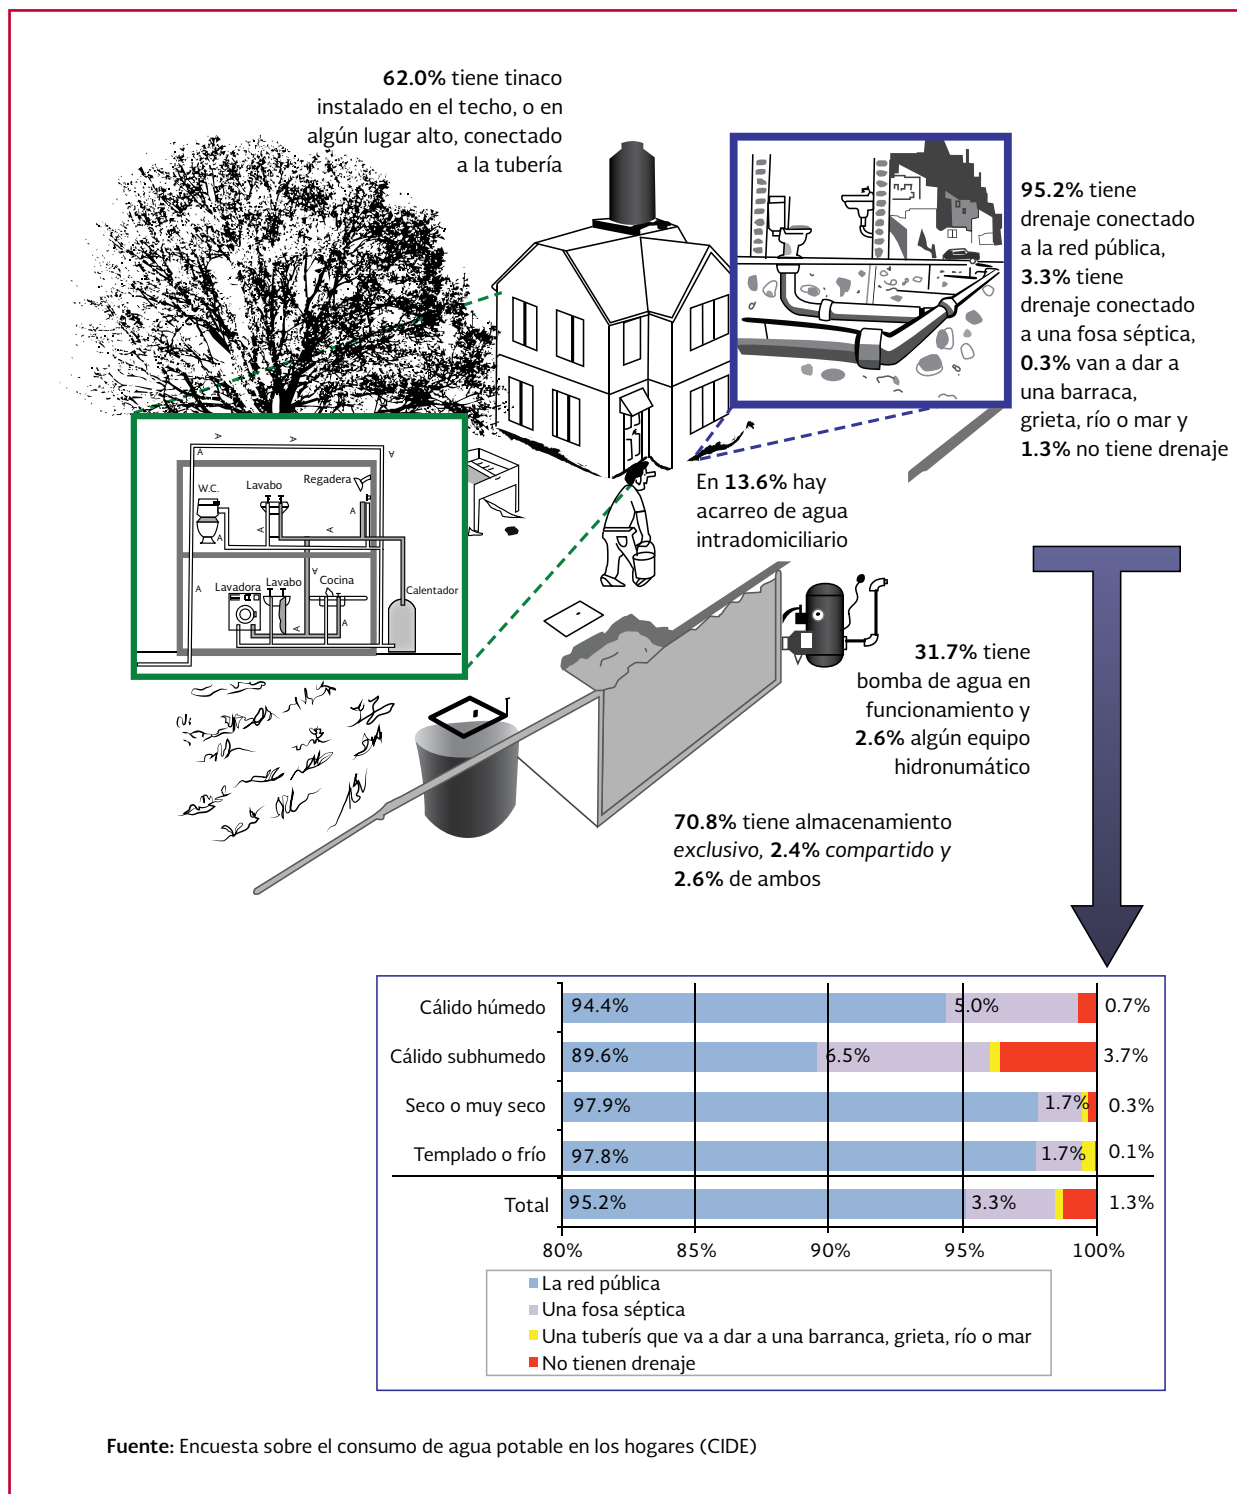 62.0% tiene tinaco
instalado en el techo, o en
algún lugar alto, conectado
a la tubería
95.2% tiene
drenaje conectado
a la red pública,
3.3% tiene
drenaje conectado
a una fosa séptica,
0.3% van a dar a
una barraca,
grieta, río o mar y
1.3% no tiene drenaje
En 13.6% hay
acarreo de agua
intradomiciliario
A
A
A
A
W.C.
Lavabo
Regadera
A
A
A
A
A
A
Lavadora
Lavabo
Cocina
Calentador
A
A
31.7% tiene
bomba de agua en
funcionamiento y
2.6% algún equipo
hidronumático
70.8% tiene almacenamiento
exclusivo, 2.4% compartido y
2.6% de ambos
Cálido húmedo 94.4% 5.0% 0.7%
Cálido subhumedo 89.6% 6.5% 3.7%
Seco o muy seco 97.9% 1.7% 0.3%
Templado o frío 97.8% 1.7% 0.1%
Total 95.2% 3.3% 1.3%
80% 85% 90% 95% 100%
La red pública
Una fosa séptica
Una tuberís que va a dar a una barranca, grieta, río o mar
No tienen drenaje
Fuente: Encuesta sobre el consumo de agua potable en los hogares (CIDE)